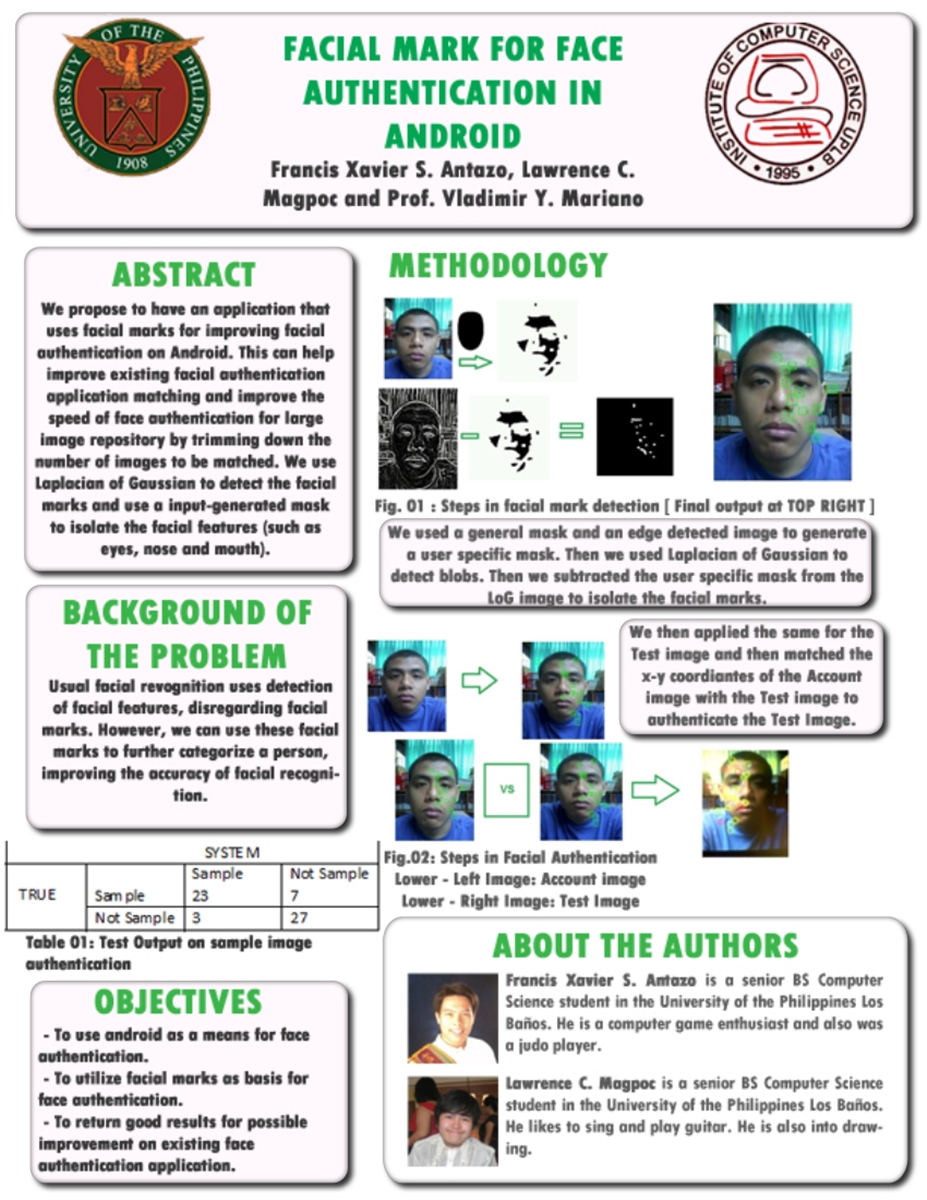 UNIVERSITY OF THE PHILIPPINES
1908
FACIAL MARK FOR FACE
AUTHENTICATION IN
ANDROID
Francis Xavier S. Antazo, Lawrence C.
Magpoc and Prof. Vladimir Y. Mariano
INSTITUTE OF COMPUTER SCIENCE UPLB
• 1995 •
ABSTRACT
We propose to have an application that
uses facial marks for improving facial
authentication on Android. This can help
improve existing facial authentication
application matching and improve the
speed of face authentication for large
image repository by trimming down the
number of images to be matched. We use
Laplacian of Gaussian to detect the facial
marks and use a input-generated mask
to isolate the facial features (such as
eyes, nose and mouth).
BACKGROUND OF
THE PROBLEM
Usual facial revognition uses detection
of facial features, disregarding facial
marks. However, we can use these facial
marks to further categorize a person,
improving the accuracy of facial recogni-
tion.
SYSTEM
Sample Not Sample
TRUE Sample 23 7
Not Sample 3 27
Table 01: Test Output on sample image
authentication
OBJECTIVES
- To use android as a means for face
authentication.
- To utilize facial marks as basis for
face authentication.
- To return good results for possible
improvement on existing face
authentication application.
METHODOLOGY
Fig. 01 : Steps in facial mark detection [ Final output at TOP RIGHT ]
We used a general mask and an edge detected image to generate
a user specific mask. Then we used Laplacian of Gaussian to
detect blobs. Then we subtracted the user specific mask from the
LoG image to isolate the facial marks.
We then applied the same for the
Test image and then matched the
x-y coordiantes of the Account
image with the Test image to
authenticate the Test Image.
VS
Fig.02: Steps in Facial Authentication
Lower - Left Image: Account image
Lower - Right Image: Test Image
ABOUT THE AUTHORS
Francis Xavier S. Antazo is a senior BS Computer
Science student in the University of the Philippines Los
Baños. He is a computer game enthusiast and also was
a judo player.
Lawrence C. Magpoc is a senior BS Computer Science
student in the University of the Philippines Los Baños.
He likes to sing and play guitar. He is also into draw-
ing.